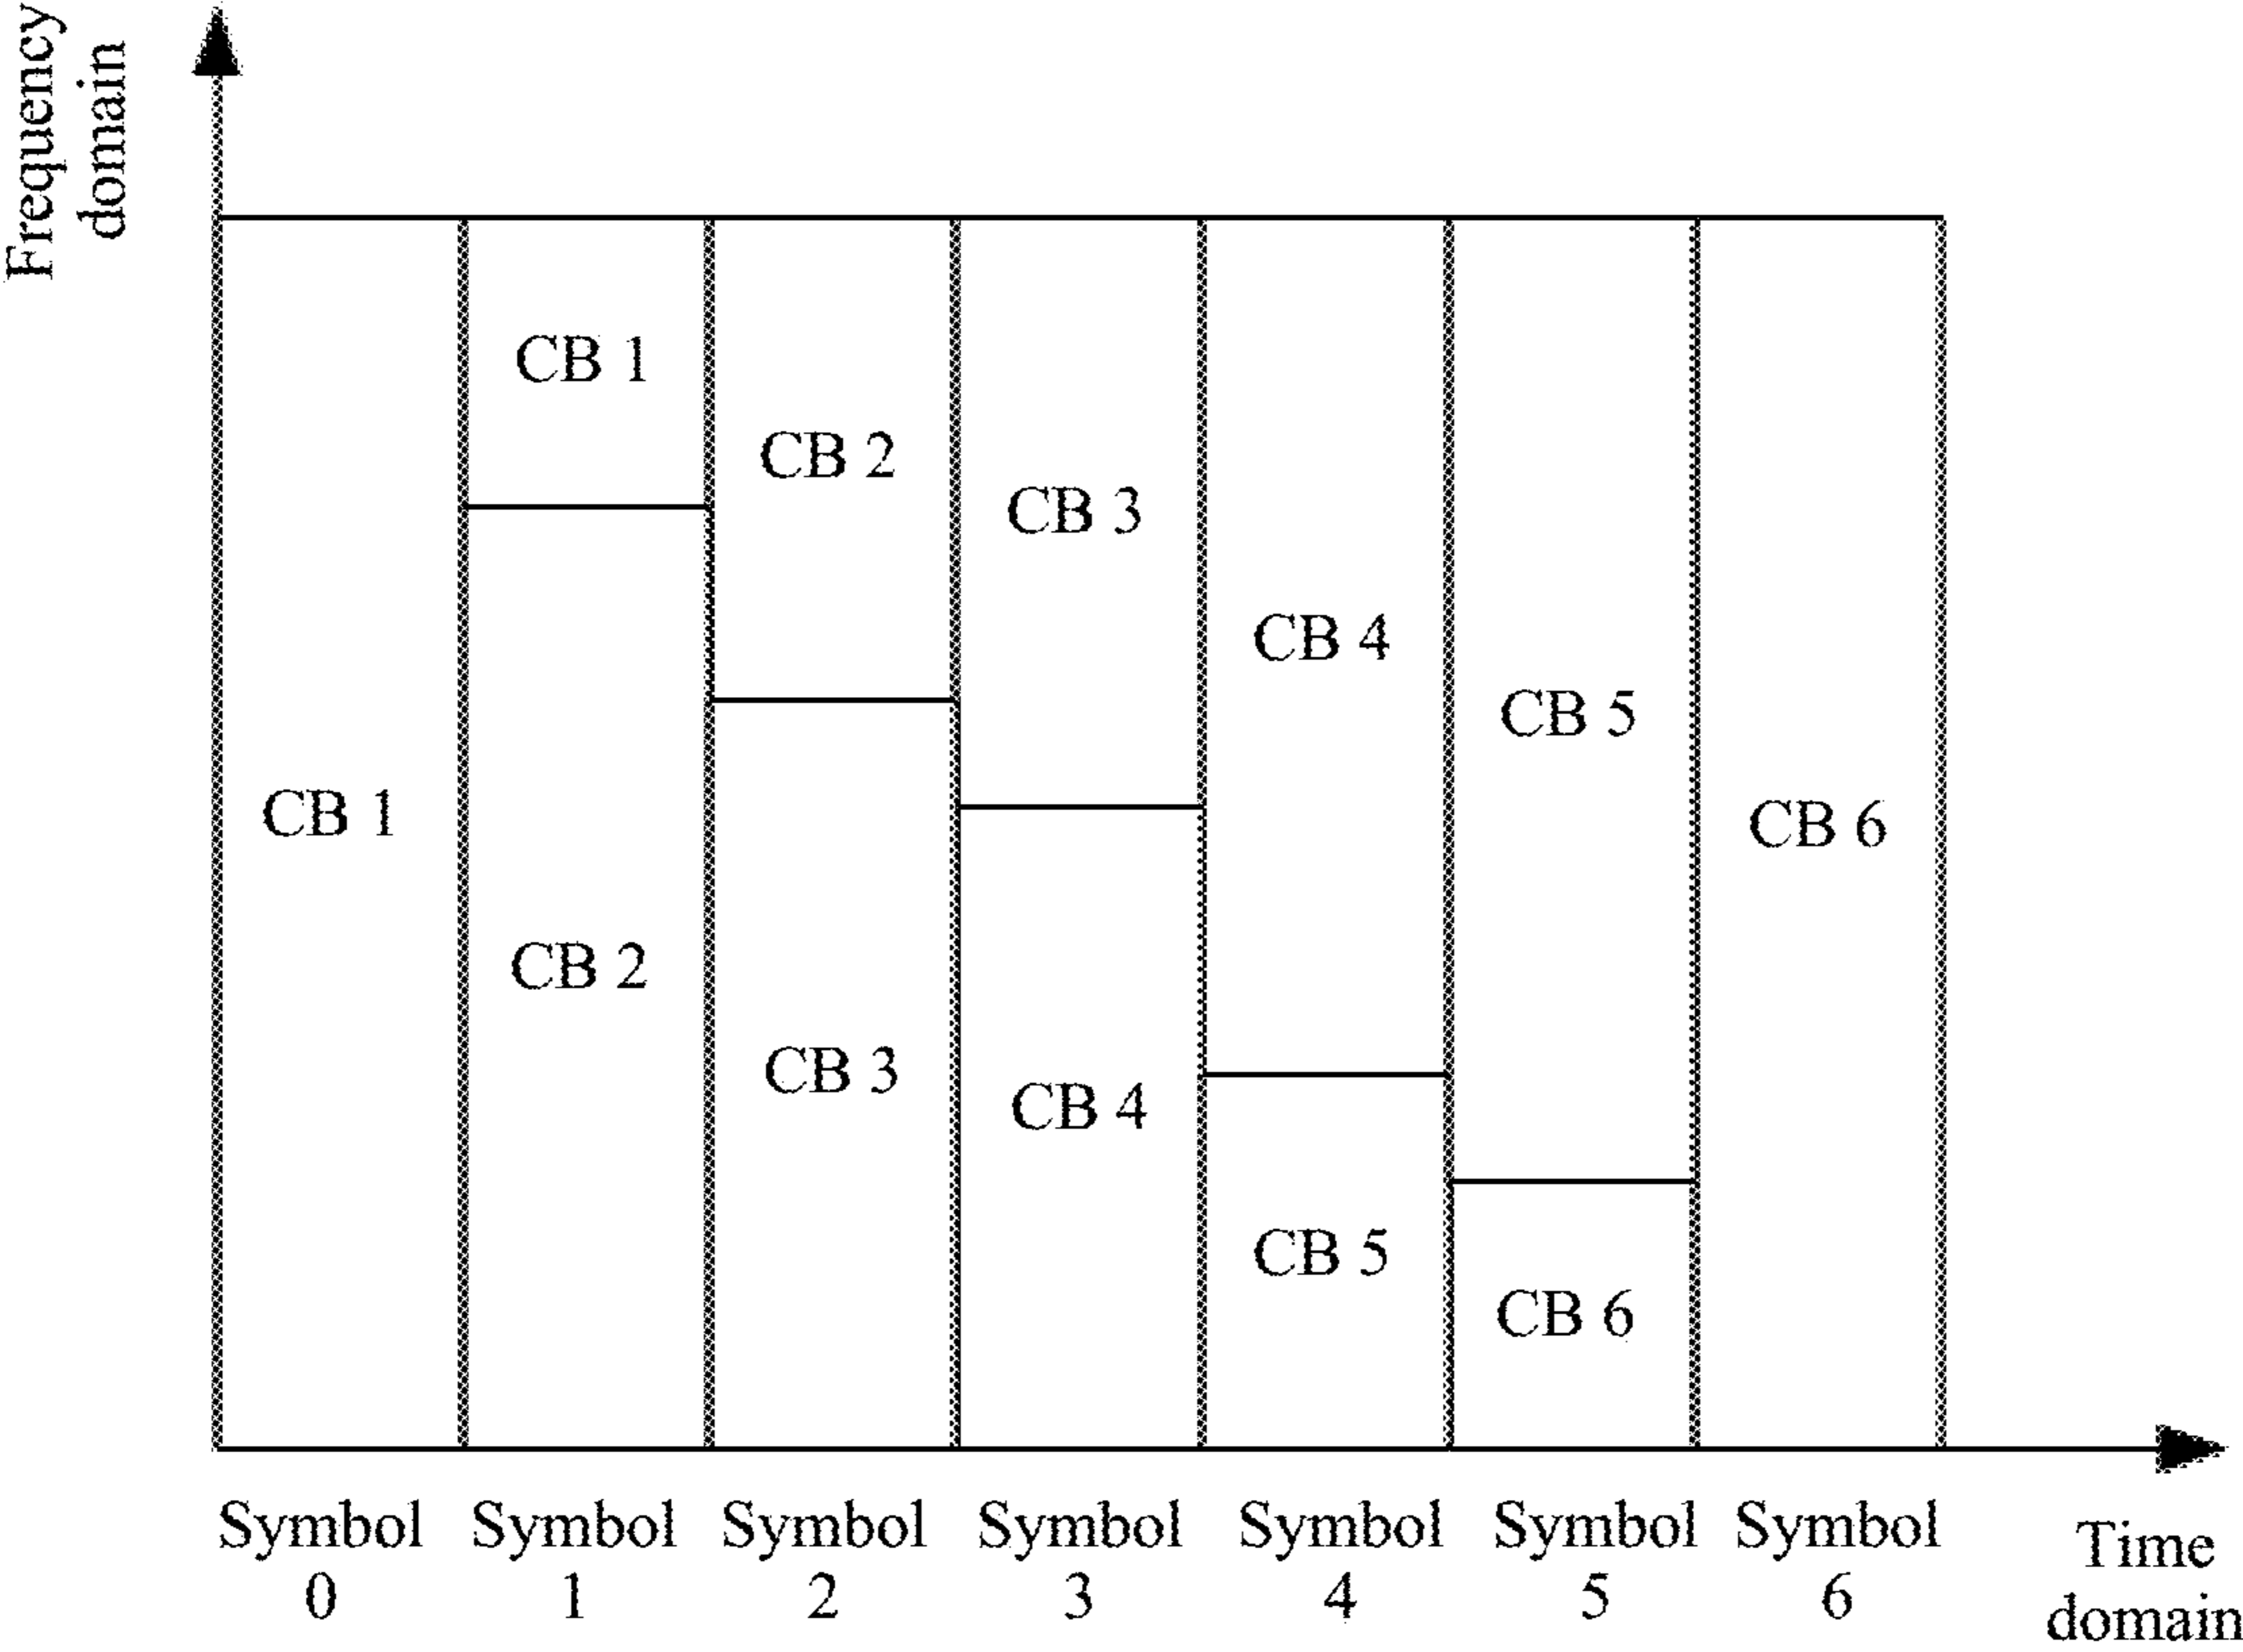 Frequency
domain
CB 1
CB 2
CB 3
CB 4
CB 5
CB 1
CB 6
CB 2
CB 3
CB 4
CB 5
CB 6
Symbol
0
Symbol
1
Symbol
2
Symbol
3
Symbol
4
Symbol
5
Symbol
6
Time
domain